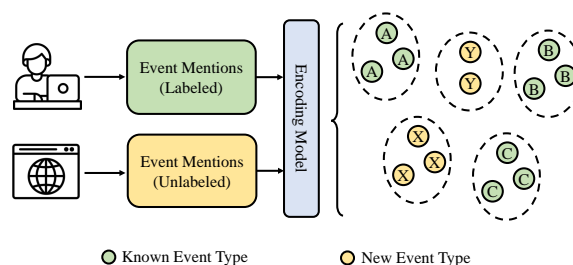 Event Mentions
(Labeled)
Event Mentions
(Unlabeled)
Encoding Model
A
A
A
Y
Y
B
B
B
X
X
X
C
C
C
Known Event Type
New Event Type